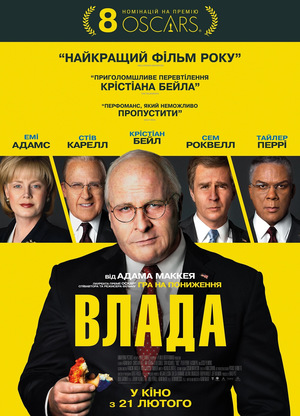 8 НОМІНАЦІЙ НА ПРЕМІЮ
OSCARS
“НАЙКРАЩИЙ ФІЛЬМ РОКУ”
“ПРИГОЛОМШЛИВЕ ПЕРЕВТІЛЕННЯ
КРІСТІАНА БЕЙЛА”
“ПЕРФОМАНС, ЯКИЙ НЕМОЖЛИВО
ПРОПУСТИТИ”
ЕМІ
АДАМС
СТІВ
КАРЕЛЛ
КРІСТІАН
БЕЙЛ
СЕМ
РОКВЕЛЛ
ТАЙЛЕР
ПЕРРІ
від АДАМА МАККЕЯ
ГРА НА ПОНИЖЕННЯ
ВЛАДА
У КІНО
З 21 ЛЮТОГО